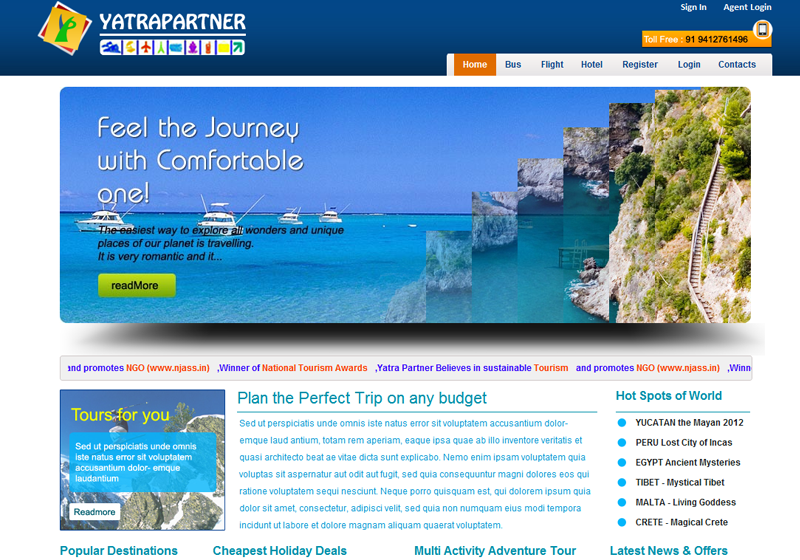 Sign In Agent Login
YATRAPARTNER
Toll Free : 91 9412761496
Home Bus Flight Hotel Register Login Contacts
Feel the Journey
with Comfortable
one!
The easiest way to explore all wonders and unique
places of our planet is travelling.
It is very romantic and it...
readMore
and promotes NGO (www.njass.in) ,Winner of National Tourism Awards ,Yatra Partner Believes in sustainable Tourism and promotes NGO (www.njass.in) ,Winn
Tours for you
Sed ut perspiciatis unde omnis
iste natus error sit voluptatem
accusantium dolor- emque
laudantium
Readmore
Plan the Perfect Trip on any budget
Sed ut perspiciatis unde omnis iste natus error sit voluptatem accusantium dolor-
emque laud antium, totam rem aperiam, eaque ipsa quae ab illo inventore veritatis et
quasi architecto beat ae vitae dicta sunt explicabo. Nemo enim ipsam voluptatem quia
voluptas sit aspernatur aut odit aut fugit, sed quia consequuntur magni dolores eos qui
ratione voluptatem sequi nesciunt. Neque porro quisquam est, qui dolorem ipsum quia
dolor sit amet, consectetur, adipisci velit, sed quia non numquam eius modi tempora
incidunt ut labore et dolore magnam aliquam quaerat voluptatem.
Hot Spots of World
YUCATAN the Mayan 2012
PERU Lost City of Incas
EGYPT Ancient Mysteries
TIBET - Mystical Tibet
MALTA - Living Goddess
CRETE - Magical Crete
Popular Destinations
Cheapest Holiday Deals
Multi Activity Adventure Tour
Latest News & Offers